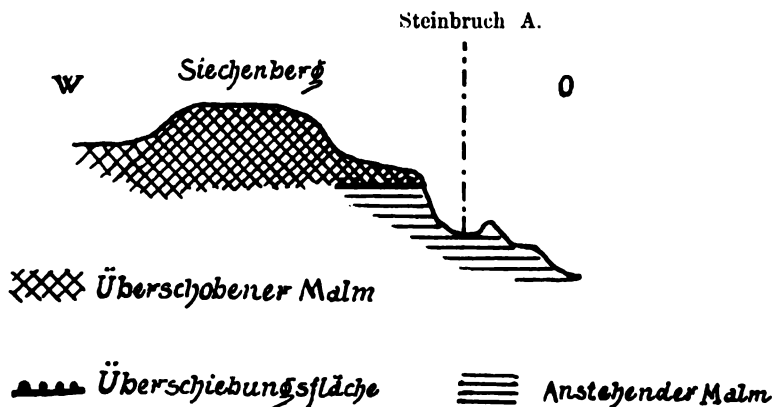 Steinbruch A.
W
Siechenberg
O
Überschobener Malm
Überschiebungsfläche
Anstehender Malm